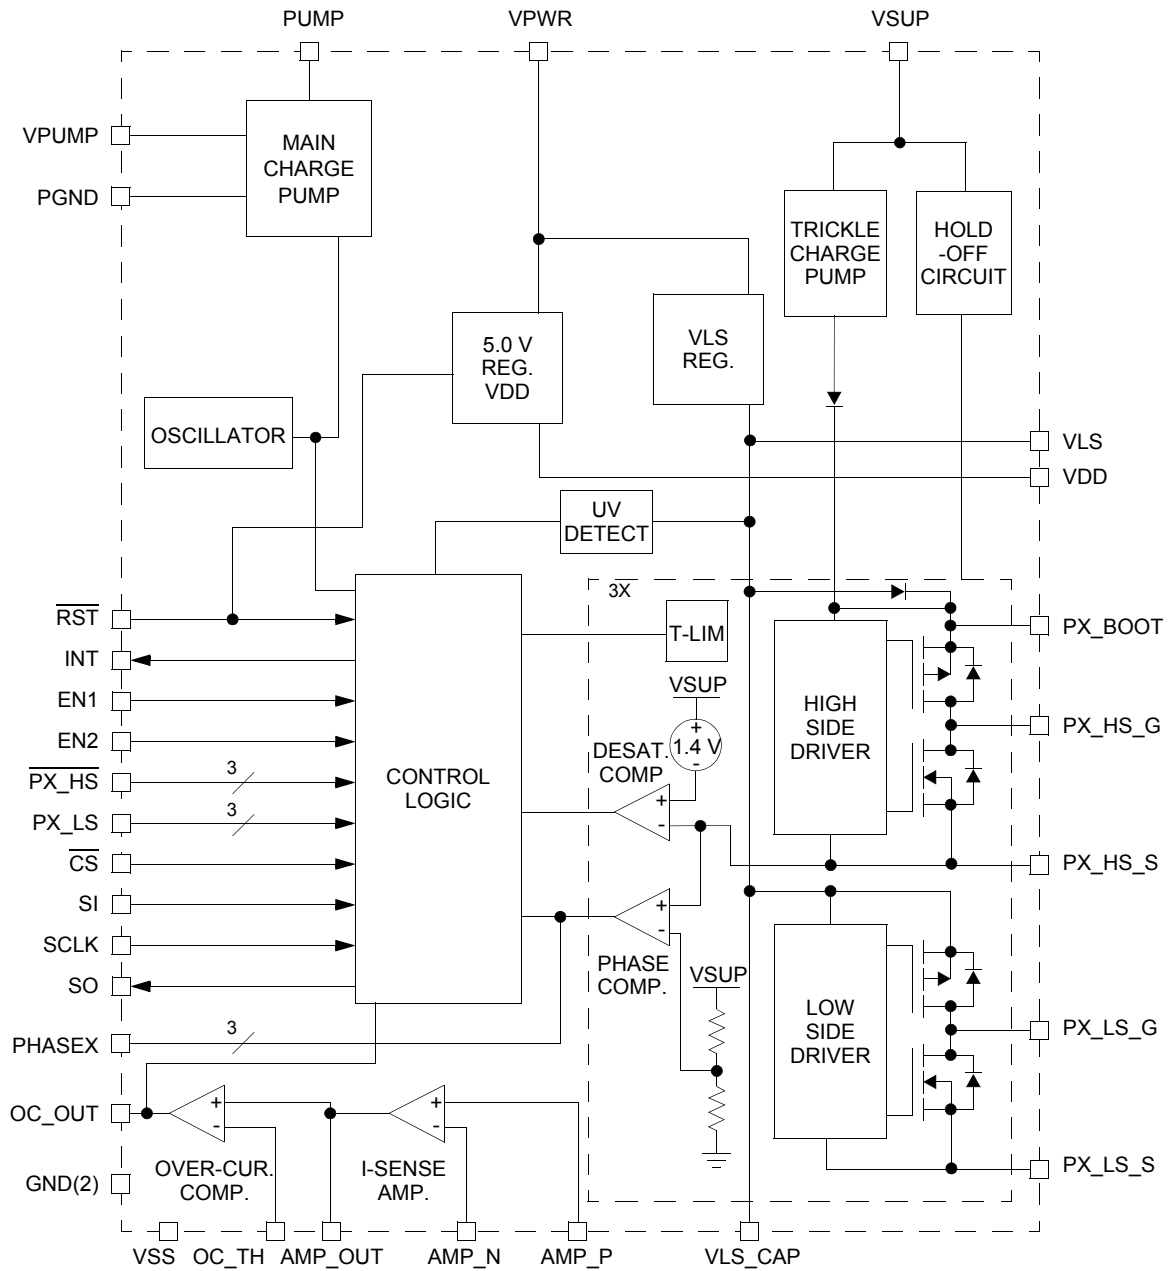 PUMP
VPWR
VSUP
VPUMP
PGND
MAIN
CHARGE
PUMP
TRICKLE
CHARGE
PUMP
HOLD
-OFF
CIRCUIT
5.0 V
REG.
VDD
VLS
REG.
OSCILLATOR
VLS
VDD
UV
DETECT
3X
T-LIM
RST
INT
EN1
EN2
PX_HS
3
PX_LS
3
CS
SI
SCLK
SO
PHASEX
3
OC_OUT
GND(2)
CONTROL
LOGIC
VSUP
+
1.4 V
-
DESAT.
COMP.
+
-
+
-
PHASE
COMP.
VSUP
HIGH
SIDE
DRIVER
LOW
SIDE
DRIVER
PX_BOOT
PX_HS_G
PX_HS_S
PX_LS_G
PX_LS_S
+
-
OVER-CUR.
COMP.
+
-
I-SENSE
AMP.
VSS
OC_TH
AMP_OUT
AMP_N
AMP_P
VLS_CAP